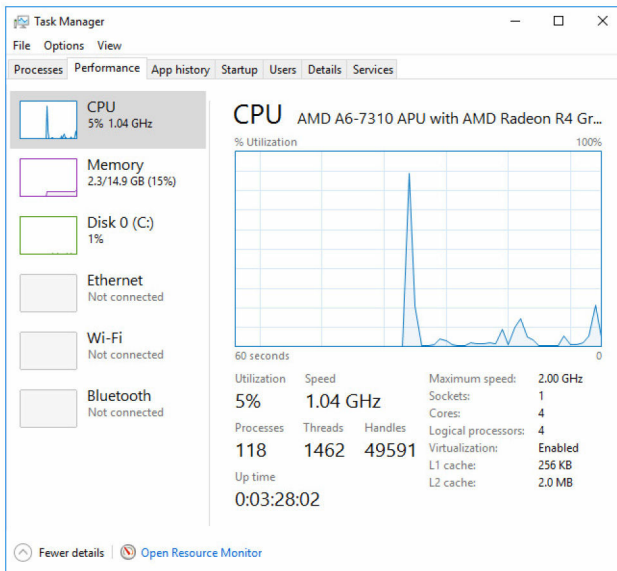 Task Manager
File Options View
Processes Performance App history Startup Users Details Services
CPU
5% 1.04 GHz
Memory
2.3/14.9 GB (15%)
Disk 0 (C:)
1%
Ethernet
Not connected
Wi-Fi
Not connected
Bluetooth
Not connected
CPU AMD A6-7310 APU with AMD Radeon R4 Gr...
% Utilization 100%
60 seconds 0
Utilization Speed
5% 1.04 GHz
Processes Threads Handles
118 1462 49591
Up time
0:03:28:02
Maximum speed: 2.00 GHz
Sockets: 1
Cores: 4
Logical processors: 4
Virtualization: Enabled
L1 cache: 256 KB
L2 cache: 2.0 MB
Fewer details Open Resource Monitor